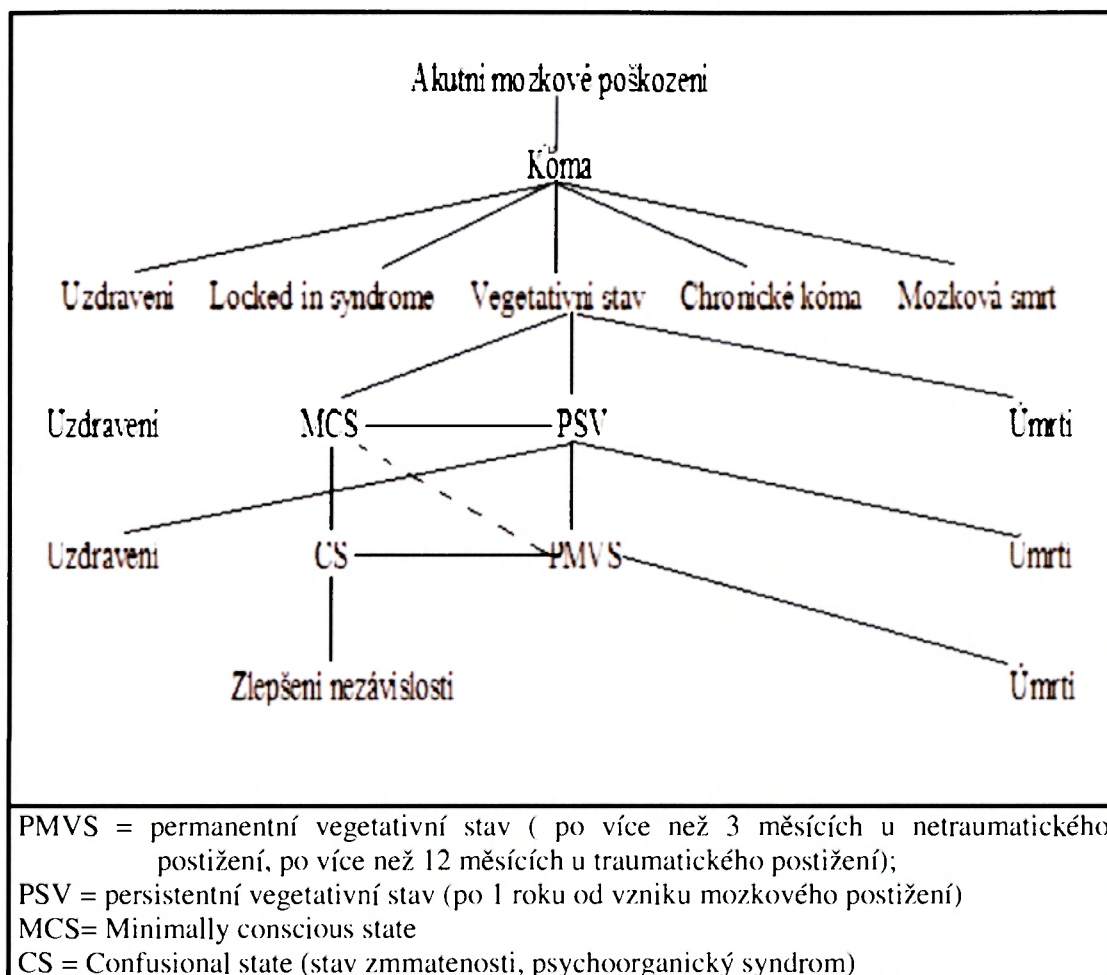 Akutní mozkové poškození
Kóma
Uzdravení Locked in syndrome Vegetativní stav Chronické kóma Mozková smrt
Uzdravení MCS PSV Úmrtí
Uzdravení CS PMVS Úmrtí
Zlepšení nezávislosti Úmrtí
PMVS = permanentní vegetativní stav ( po více než 3 měsících u netraumatického
postižení, po více než 12 měsících u traumatického postižení);
PSV = persistentní vegetativní stav (po 1 roku od vzniku mozkového postižení)
MCS= Minimally conscious state
CS = Confusional state (stav zmmatenosti, psychoorganický syndrom)